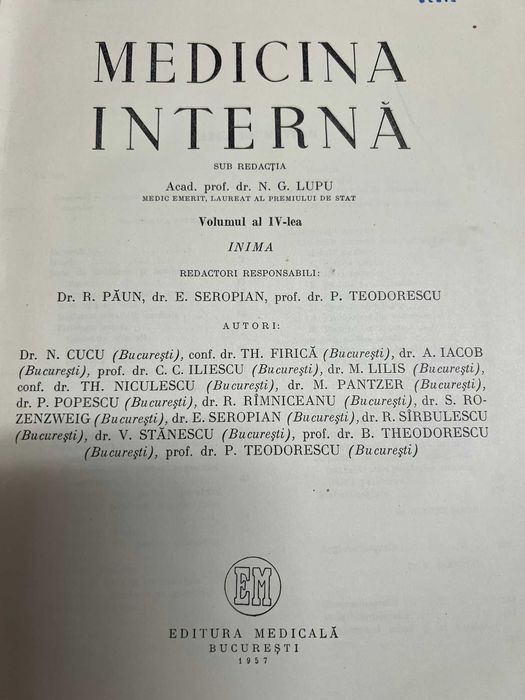 MEDICINA
INTERNĂ
SUB REDACȚIA
Acad. prof. dr. N. G. LUPU
MEDIC EMERIT, LAUREAT AL PREMIULUI DE STAT
Volumul al IV-lea
INIMA
REDACTORI RESPONSABILI:
Dr. R. PĂUN, dr. E. SEROPIAN, prof. dr. P. TEODORESCU
AUTORI:
Dr. N. CUCU (București), conf. dr. TH. FIRICĂ (București), dr. A. IACOB
(București), prof. dr. C. C. ILIESCU (București), dr. M. LILIS (București),
conf. dr. TH. NICULESCU (București), dr. M. PANTZER (București),
dr. P. POPESCU (București), dr. R. RÎMNICEANU (București), dr. S. RO-
ZENZWEIG (București), dr. E. SEROPIAN (București), dr. R. SÎRBULESCU
(București), dr. V. STĂNESCU (București), prof. dr. B. THEODORESCU
(București), prof. dr. P. TEODORESCU (București)
EM
EDITURA MEDICALĂ
BUCUREȘTI
1957